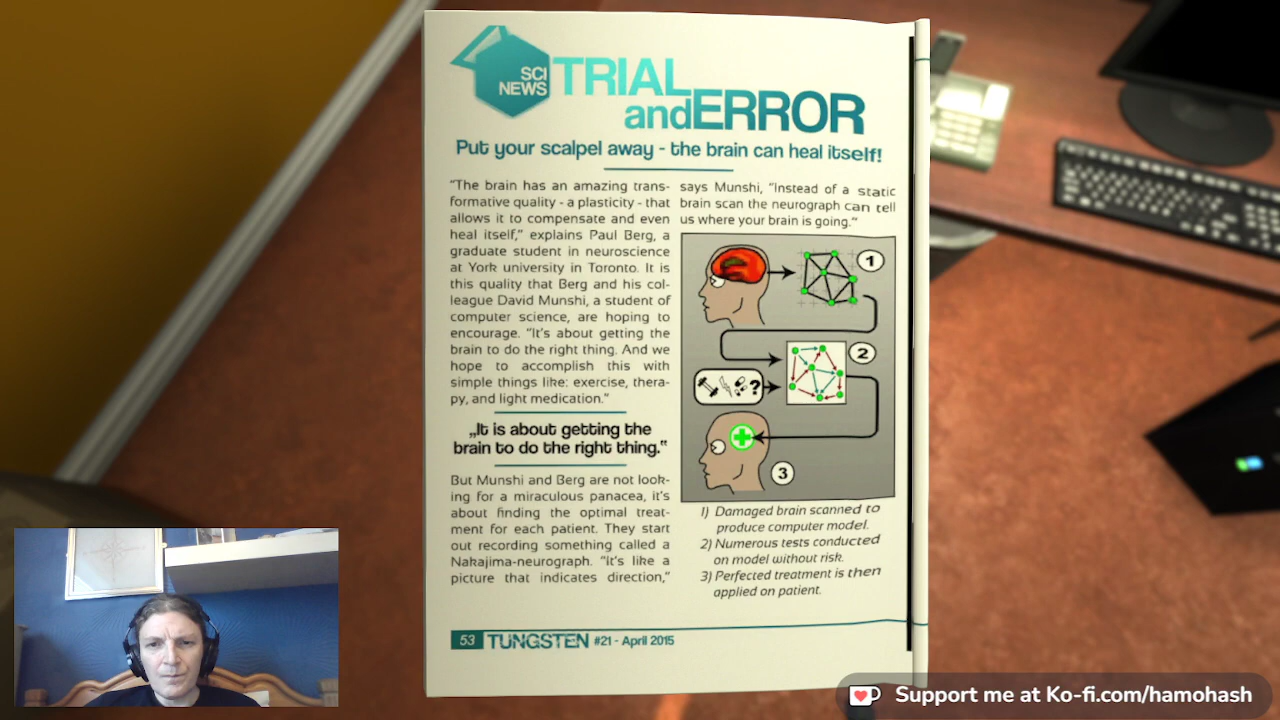 SCI
NEWS
TRIAL
andERROR
Put your scalpel away - the brain can heal itself!
“The brain has an amazing trans-
formative quality - a plasticity - that
allows it to compensate and even
heal itself,” explains Paul Berg, a
graduate student in neuroscience
at York university in Toronto. It is
this quality that Berg and his col-
league David Munshi, a student of
computer science, are hoping to
encourage. “It’s about getting the
brain to do the right thing. And we
hope to accomplish this with
simple things like: exercise, thera-
py, and light medication.”
„It is about getting the
brain to do the right thing.“
But Munshi and Berg are not look-
ing for a miraculous panacea, it’s
about finding the optimal treat-
ment for each patient. They start
out recording something called a
Nakajima-neurograph. “It’s like a
picture that indicates direction,”
says Munshi, “Instead of a static
brain scan the neurograph can tell
us where your brain is going.”
1
2
?
3
1) Damaged brain scanned to
produce computer model.
2) Numerous tests conducted
on model without risk.
3) Perfected treatment is then
applied on patient.
53 TUNGSTEN #21 - April 2015
Support me at Ko-fi.com/hamohash